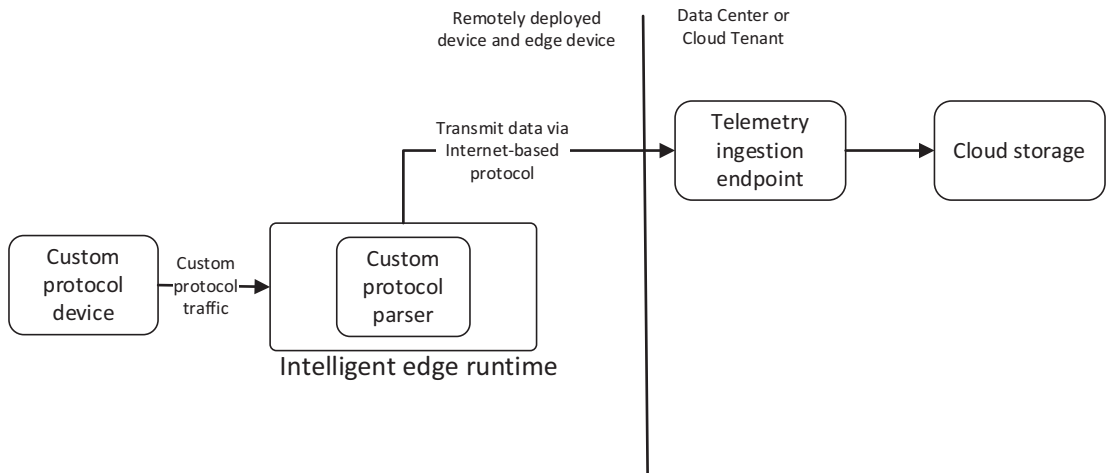 Remotely deployed
device and edge device
Data Center or
Cloud Tenant
Transmit data via
Internet-based
protocol
Telemetry
ingestion
endpoint
Cloud storage
Custom
protocol
device
Custom
protocol
traffic
Custom
protocol
parser
Intelligent edge runtime